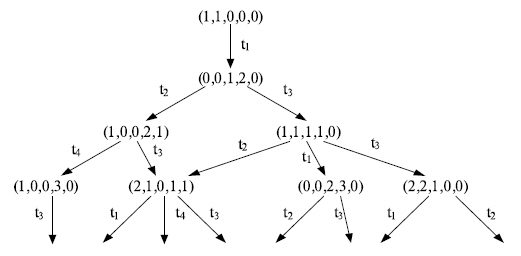 (1,1,0,0,0)
t₁
(0,0,1,2,0)
t₂ t₃
(1,0,0,2,1) (1,1,1,1,0)
t₄ t₃ t₂ t₁ t₃
(1,0,0,3,0) (2,1,0,1,1) (0,0,2,3,0) (2,2,1,0,0)
t₃ t₁ t₄ t₃ t₂ t₃ t₁ t₂